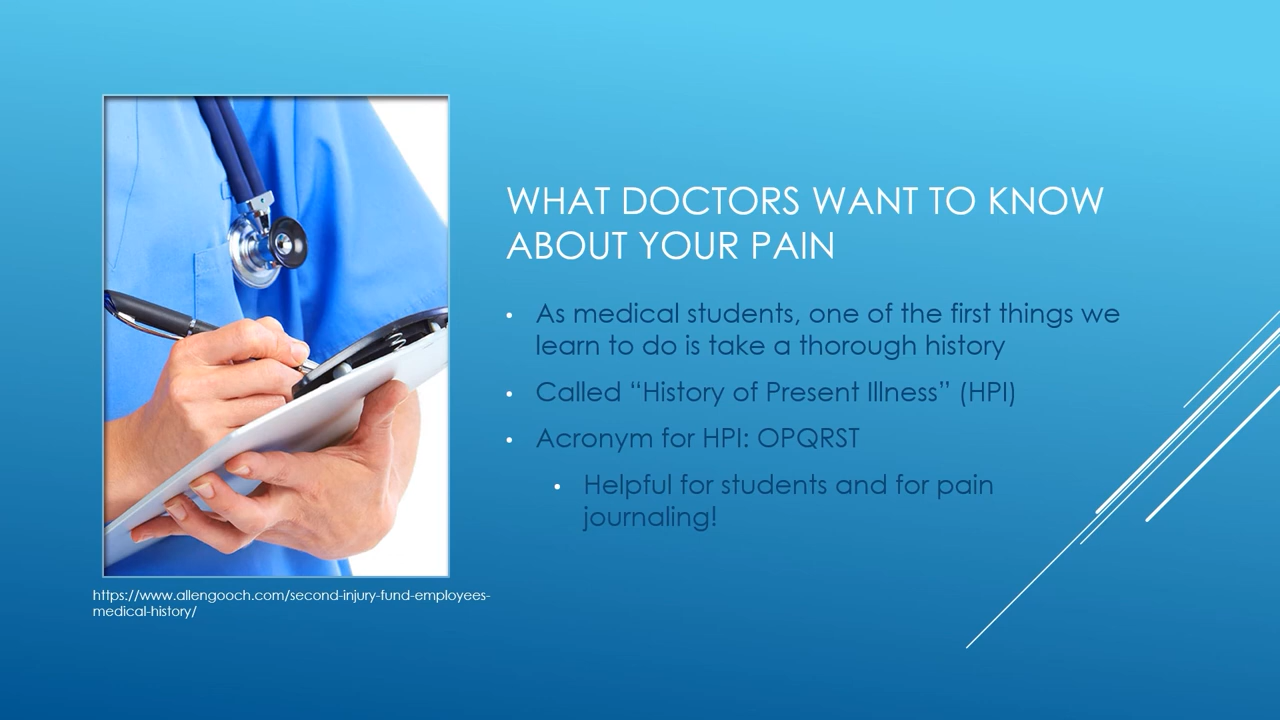 WHAT DOCTORS WANT TO KNOW
ABOUT YOUR PAIN
• As medical students, one of the first things we
learn to do is take a thorough history
• Called “History of Present Illness” (HPI)
• Acronym for HPI: OPQRST
• Helpful for students and for pain
journaling!
https://www.allengooch.com/second-injury-fund-employees-
medical-history/